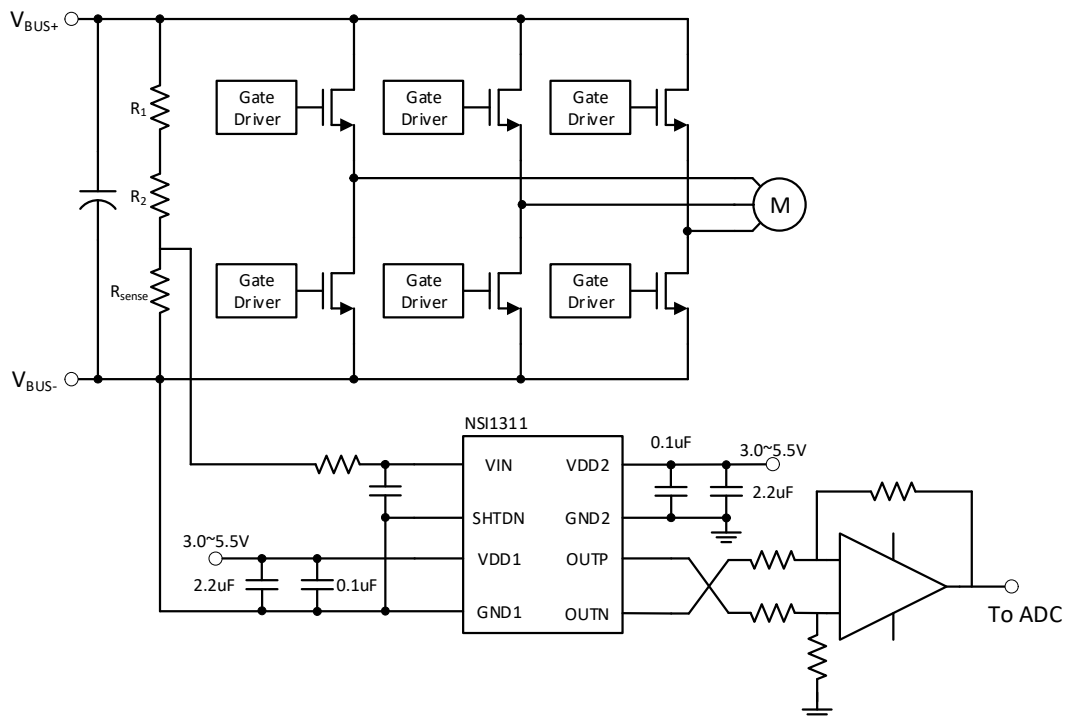 VBUS+
R1
R2
Rsense
VBUS-
Gate
Driver
Gate
Driver
Gate
Driver
M
Gate
Driver
Gate
Driver
Gate
Driver
NSI1311
VIN
SHTDN
VDD1
GND1
VDD2
GND2
OUTP
OUTN
3.0~5.5V
2.2uF
0.1uF
0.1uF
3.0~5.5V
2.2uF
To ADC